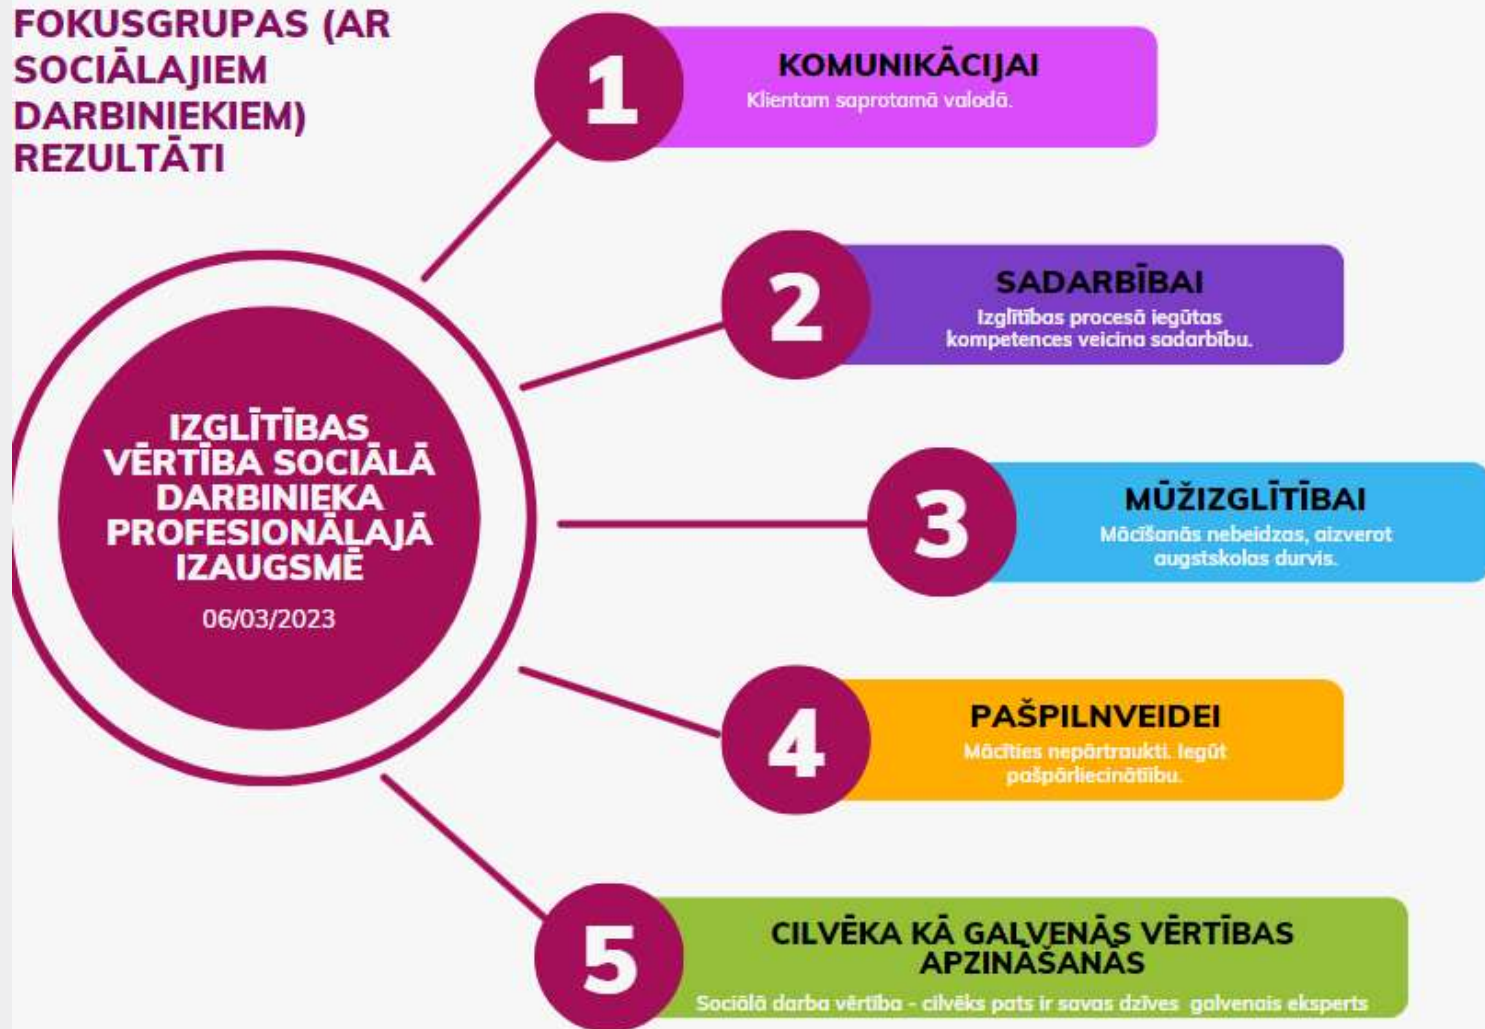 FOKUSGRUPAS (AR
SOCIĀLAJIEM
DARBINIEKIEM)
REZULTĀTI
IZGLĪTĪBAS
VĒRTĪBA SOCIĀLĀ
DARBINIEKA
PROFESIONĀLAJĀ
IZAUGSMĒ
06/03/2023
1
KOMUNIKĀCIJAI
Klientam saprotamā valodā.
2
SADARBĪBAI
Izglītības procesā iegūtas
kompetences veicina sadarbību.
3
MŪŽIZGLĪTĪBAI
Mācīšanās nebeidzas, aizverot
augstskolas durvis.
4
PAŠPILNVEIDEI
Mācīties nepārtraukti. Iegūt
pašpārliecinātiību.
5
CILVĒKA KĀ GALVENĀS VĒRTĪBAS
APZINĀŠANĀS
Sociālā darba vērtība - cilvēks pats ir savas dzīves galvenais eksperts